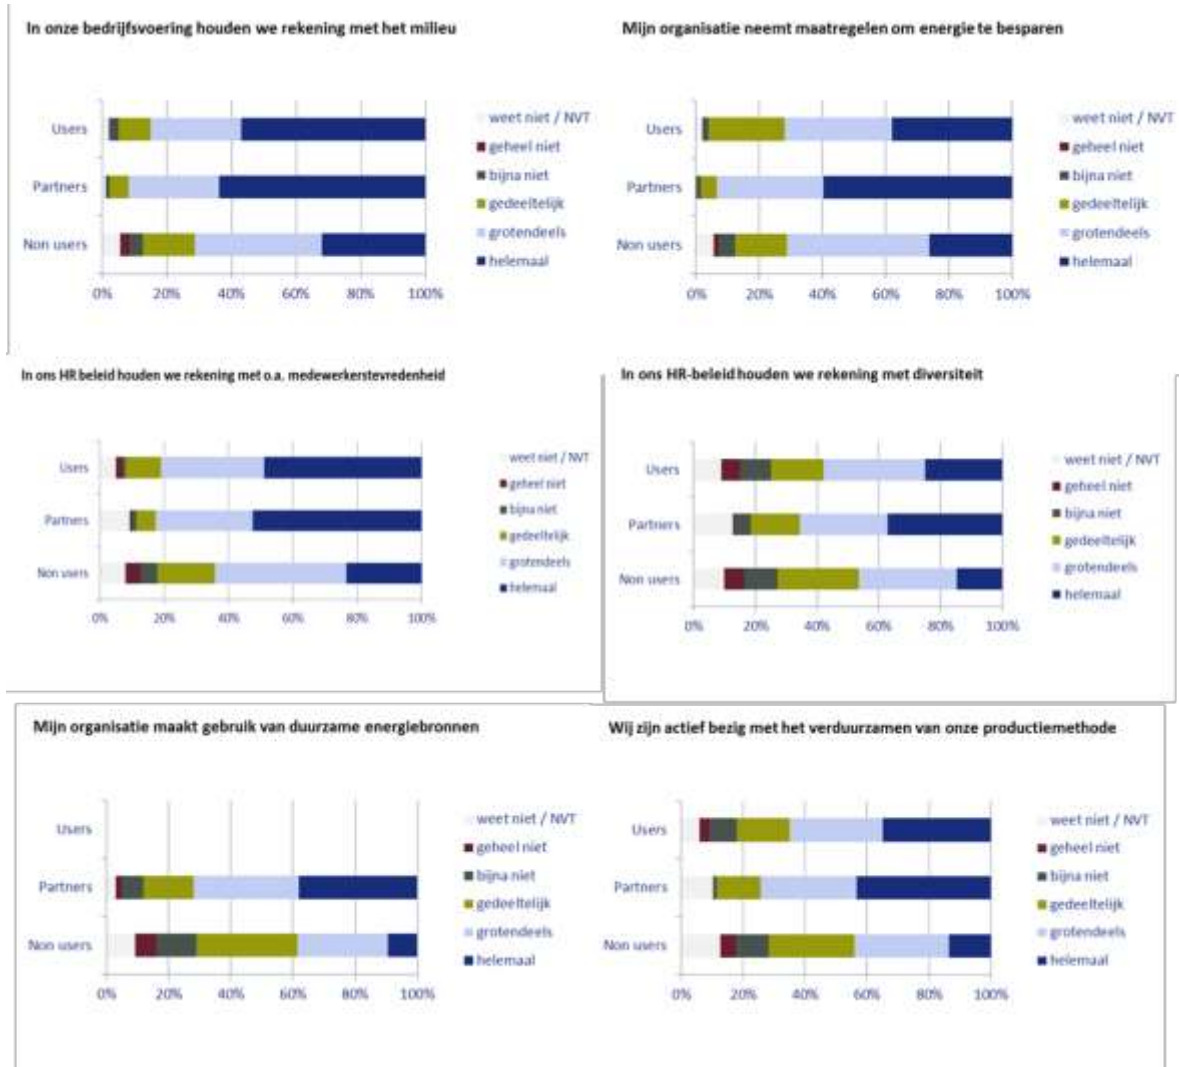 In onze bedrijfsvoering houden we rekening met het milieu
Users
Partners
Non users
0% 20% 40% 60% 80% 100%
weet niet / NVT
geheel niet
bijna niet
gedeeltelijk
grotendeels
helemaal
Mijn organisatie neemt maatregelen om energie te besparen
Users
Partners
Non users
0% 20% 40% 60% 80% 100%
weet niet / NVT
geheel niet
bijna niet
gedeeltelijk
grotendeels
helemaal
In ons HR beleid houden we rekening met o.a. medewerkerstevredenheid
Users
Partners
Non users
0% 20% 40% 60% 80% 100%
weet niet / NVT
geheel niet
bijna niet
gedeeltelijk
grotendeels
helemaal
In ons HR-beleid houden we rekening met diversiteit
Users
Partners
Non users
0% 20% 40% 60% 80% 100%
weet niet / NVT
geheel niet
bijna niet
gedeeltelijk
grotendeels
helemaal
Mijn organisatie maakt gebruik van duurzame energiebronnen
Users
Partners
Non users
0% 20% 40% 60% 80% 100%
weet niet / NVT
geheel niet
bijna niet
gedeeltelijk
grotendeels
helemaal
Wij zijn actief bezig met het verduurzamen van onze productiemethode
Users
Partners
Non users
0% 20% 40% 60% 80% 100%
weet niet / NVT
geheel niet
bijna niet
gedeeltelijk
grotendeels
helemaal